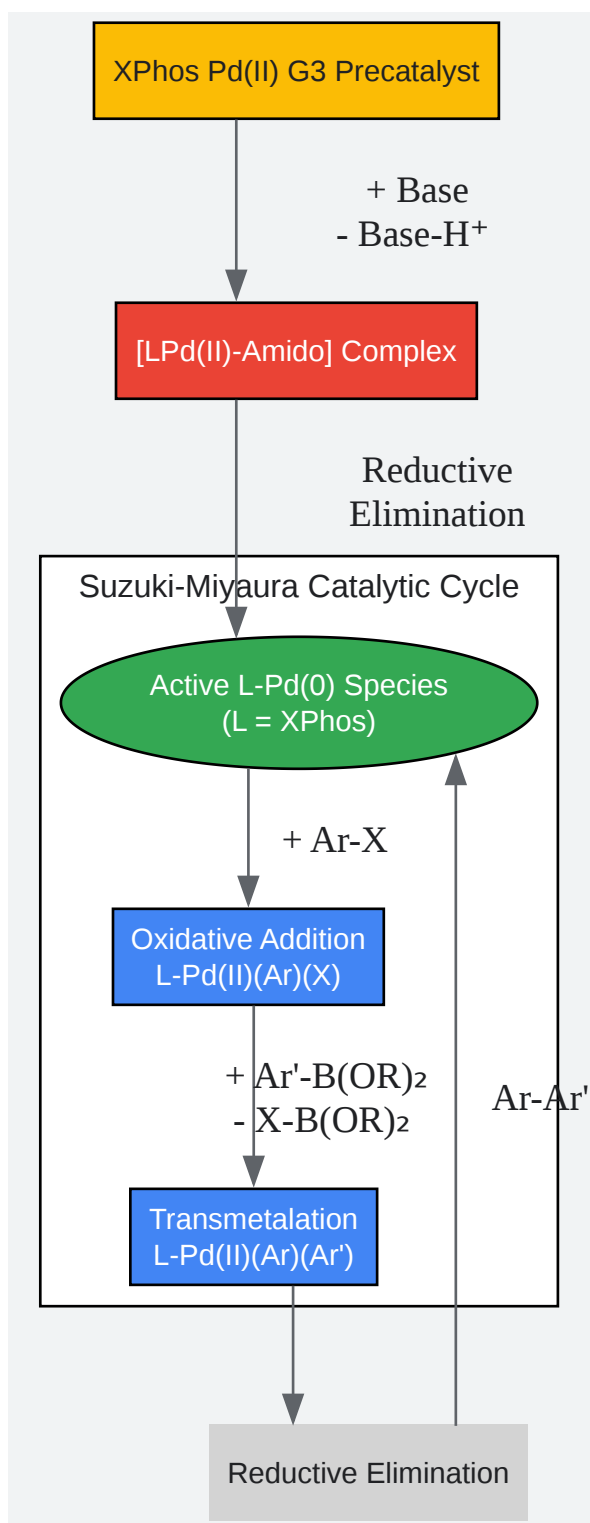 XPhos Pd(II) G3 Precatalyst
+ Base
- Base-H⁺
[LPd(II)-Amido] Complex
Reductive
Elimination
Suzuki-Miyaura Catalytic Cycle
Active L-Pd(0) Species
(L = XPhos)
+ Ar-X
Oxidative Addition
L-Pd(II)(Ar)(X)
+ Ar'-B(OR)₂
- X-B(OR)₂
Ar-Ar'
Transmetalation
L-Pd(II)(Ar)(Ar')
Reductive Elimination